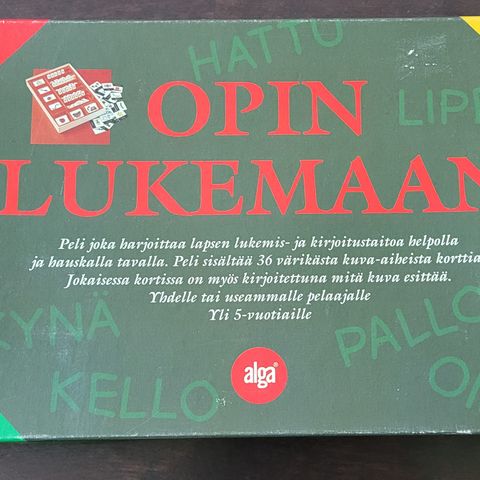 HATTU
OPIN
LIPP
LUKEMAAN
Peli joka harjoittaa lapsen lukemis- ja kirjoitustaitoa helpolla
ja hauskalla tavalla. Peli sisältää 36 värikästä kuva-aiheista korttia
Jokaisessa kortissa on myös kirjoitettuna mitä kuva esittää.
Yhdelle tai useammalle pelaajalle
Yli 5-vuotiaille
KYNÄ
PALLO
KELLO
alga®